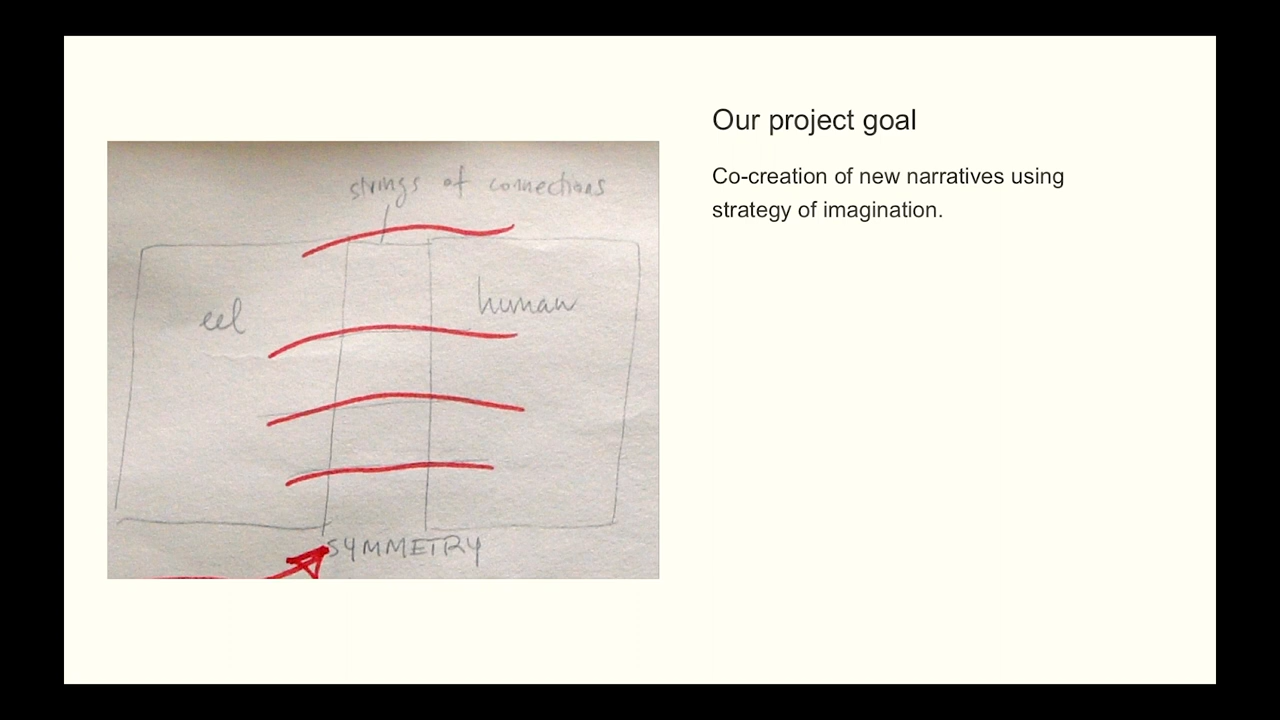 strings of connections
eel
human
SYMMETRY
Our project goal
Co-creation of new narratives using
strategy of imagination.